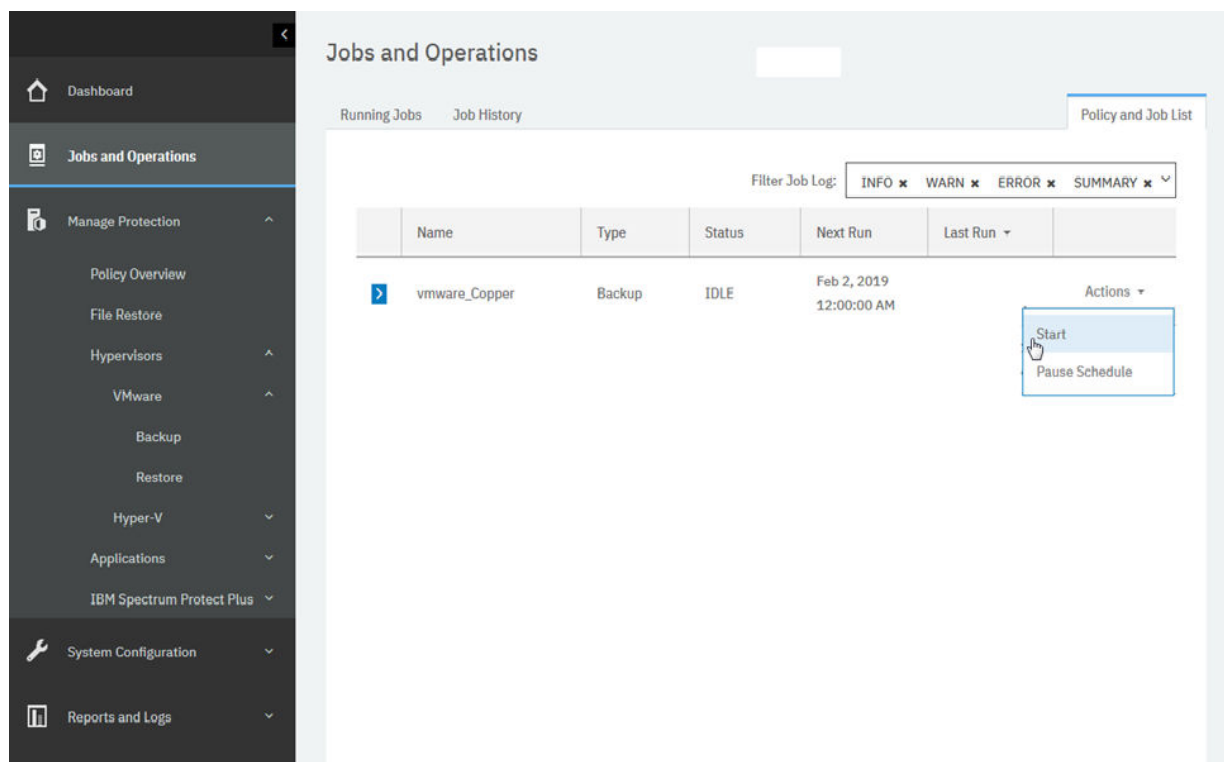 Jobs and Operations
Dashboard
Running Jobs Job History Policy and Job List
Jobs and Operations
Filter Job Log: INFO × WARN × ERROR × SUMMARY ×
Manage Protection
Name Type Status Next Run Last Run
Policy Overview
vmware_Copper Backup IDLE Feb 2, 2019
12:00:00 AM
Actions
File Restore
Start
Hypervisors
Pause Schedule
VMware
Backup
Restore
Hyper-V
Applications
IBM Spectrum Protect Plus
System Configuration
Reports and Logs